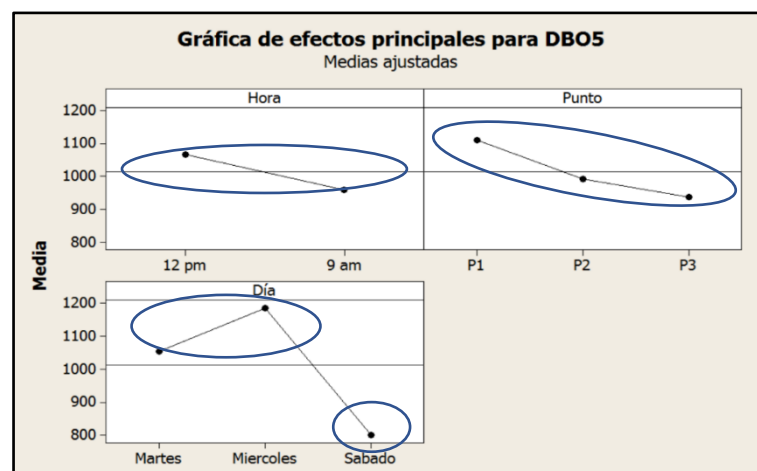 Gráfica de efectos principales para DBO5
Medias ajustadas
Hora
Punto
1200
1100
1000
900
800
12 pm
9 am
P1
P2
P3
Media
Día
1200
1100
1000
900
800
Martes
Miercoles
Sabado